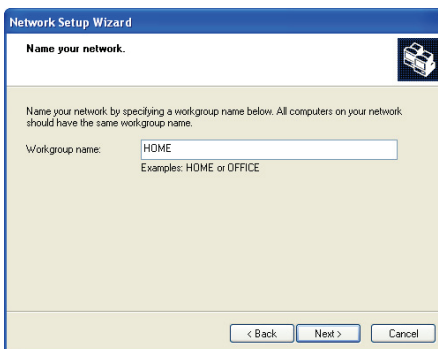 Network Setup Wizard
Name your network.
Name your network by specifying a workgroup name below. All computers on your network
should have the same workgroup name.
Workgroup name:
HOME
Examples: HOME or OFFICE
< Back
Next >
Cancel